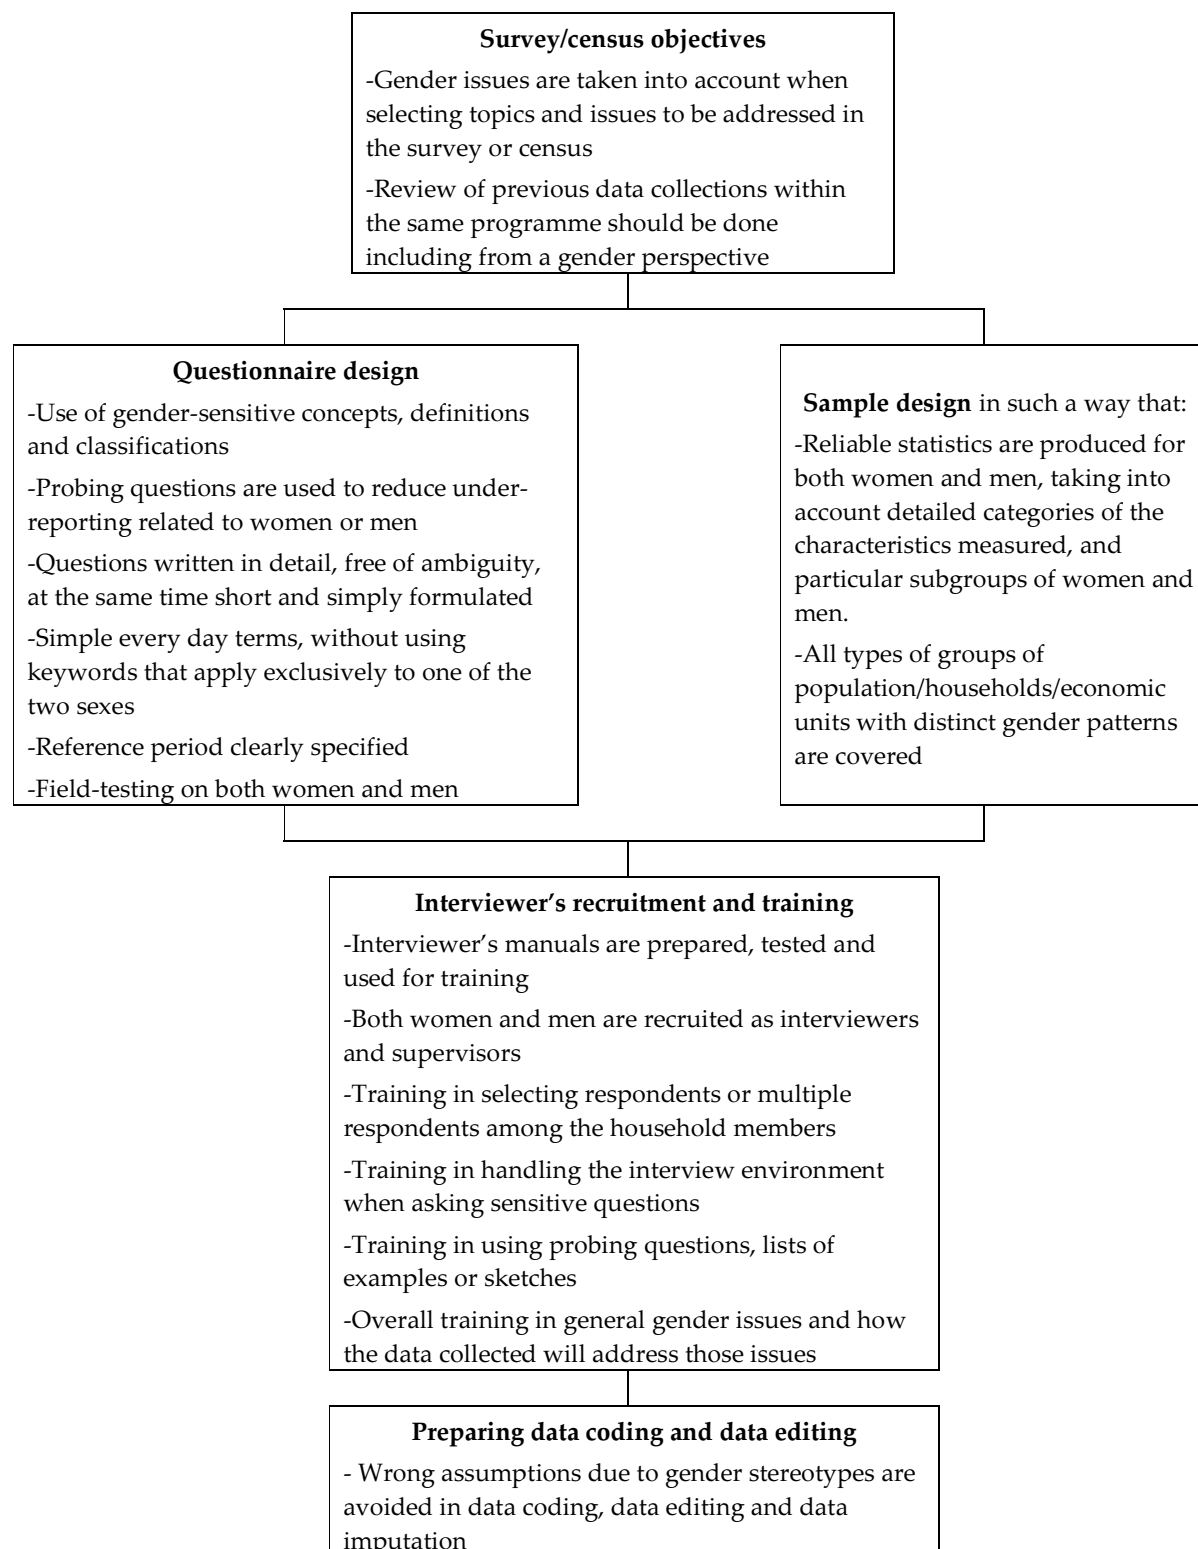 Survey/census objectives
-Gender issues are taken into account when
selecting topics and issues to be addressed in
the survey or census
-Review of previous data collections within
the same programme should be done
including from a gender perspective
Questionnaire design
-Use of gender-sensitive concepts, definitions
and classifications
-Probing questions are used to reduce under-
reporting related to women or men
-Questions written in detail, free of ambiguity,
at the same time short and simply formulated
-Simple every day terms, without using
keywords that apply exclusively to one of the
two sexes
-Reference period clearly specified
-Field-testing on both women and men
Sample design in such a way that:
-Reliable statistics are produced for
both women and men, taking into
account detailed categories of the
characteristics measured, and
particular subgroups of women and
men.
-All types of groups of
population/households/economic
units with distinct gender patterns
are covered
Interviewer’s recruitment and training
-Interviewer’s manuals are prepared, tested and
used for training
-Both women and men are recruited as interviewers
and supervisors
-Training in selecting respondents or multiple
respondents among the household members
-Training in handling the interview environment
when asking sensitive questions
-Training in using probing questions, lists of
examples or sketches
-Overall training in general gender issues and how
the data collected will address those issues
Preparing data coding and data editing
- Wrong assumptions due to gender stereotypes are
avoided in data coding, data editing and data
imputation